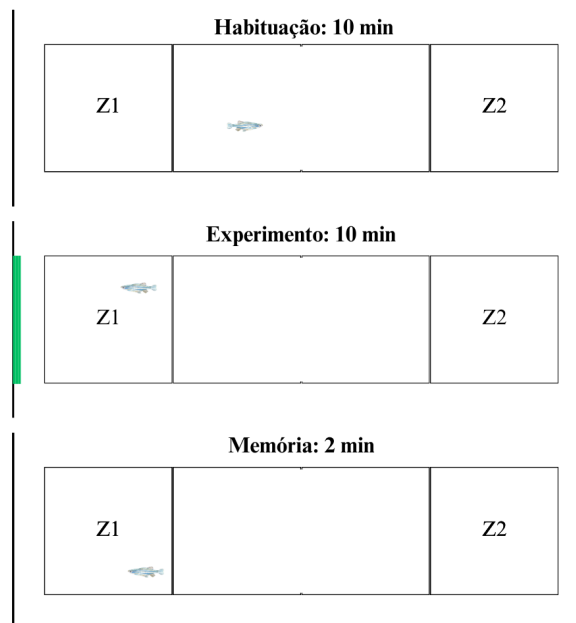 Habituação: 10 min
Z1 Z2
Experimento: 10 min
Z1 Z2
Memória: 2 min
Z1 Z2